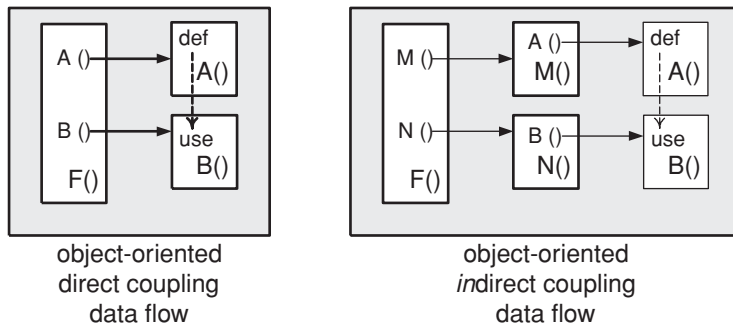 A ()
B ()
F()
def
A()
use
B()
object-oriented
direct coupling
data flow
M ()
N ()
F()
A ()
M()
B ()
N()
def
A()
use
B()
object-oriented
indirect coupling
data flow